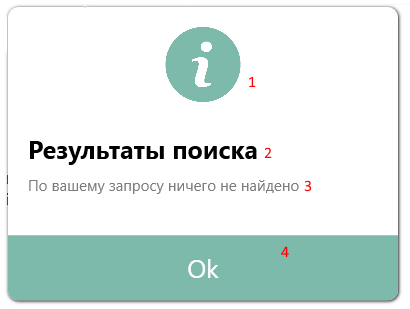 i
1
Результаты поиска 2
По вашему запросу ничего не найдено 3
4
Ok